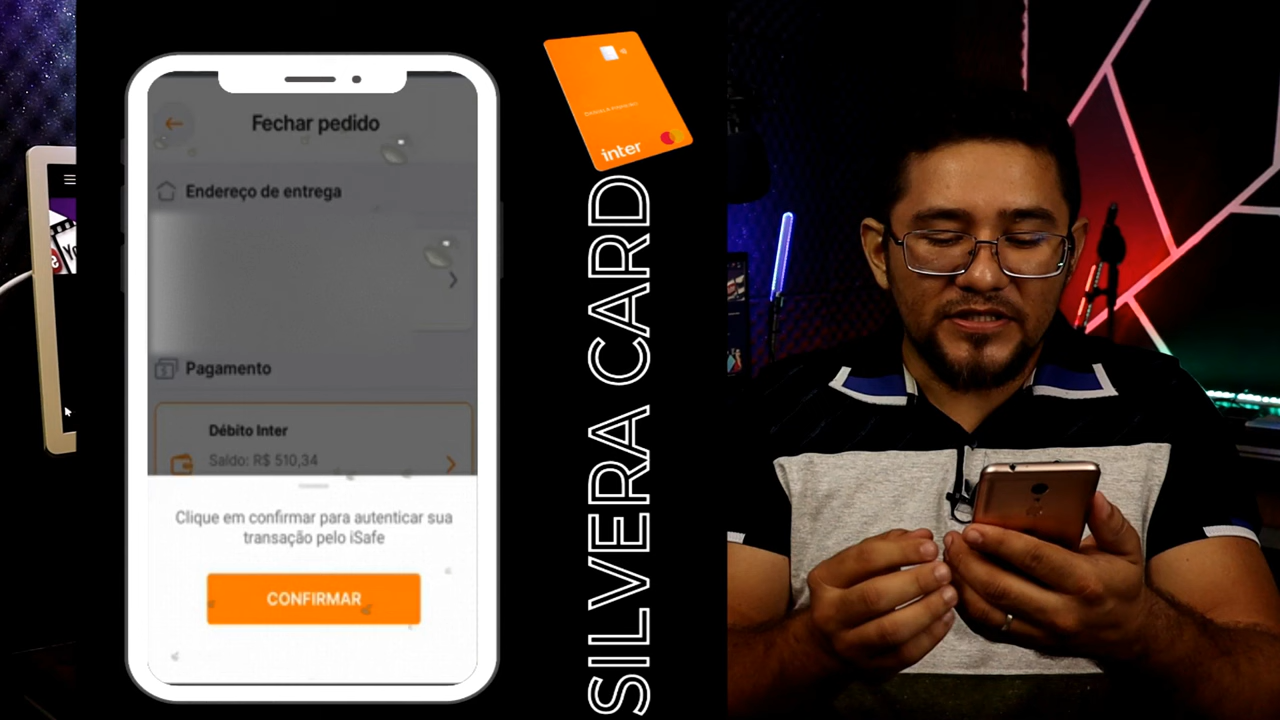 Fechar pedido
Endereço de entrega
Pagamento
Débito Inter
Saldo: R$ 510,34
Clique em confirmar para autenticar sua
transação pelo iSafe
CONFIRMAR
inter
SILVERA CARD